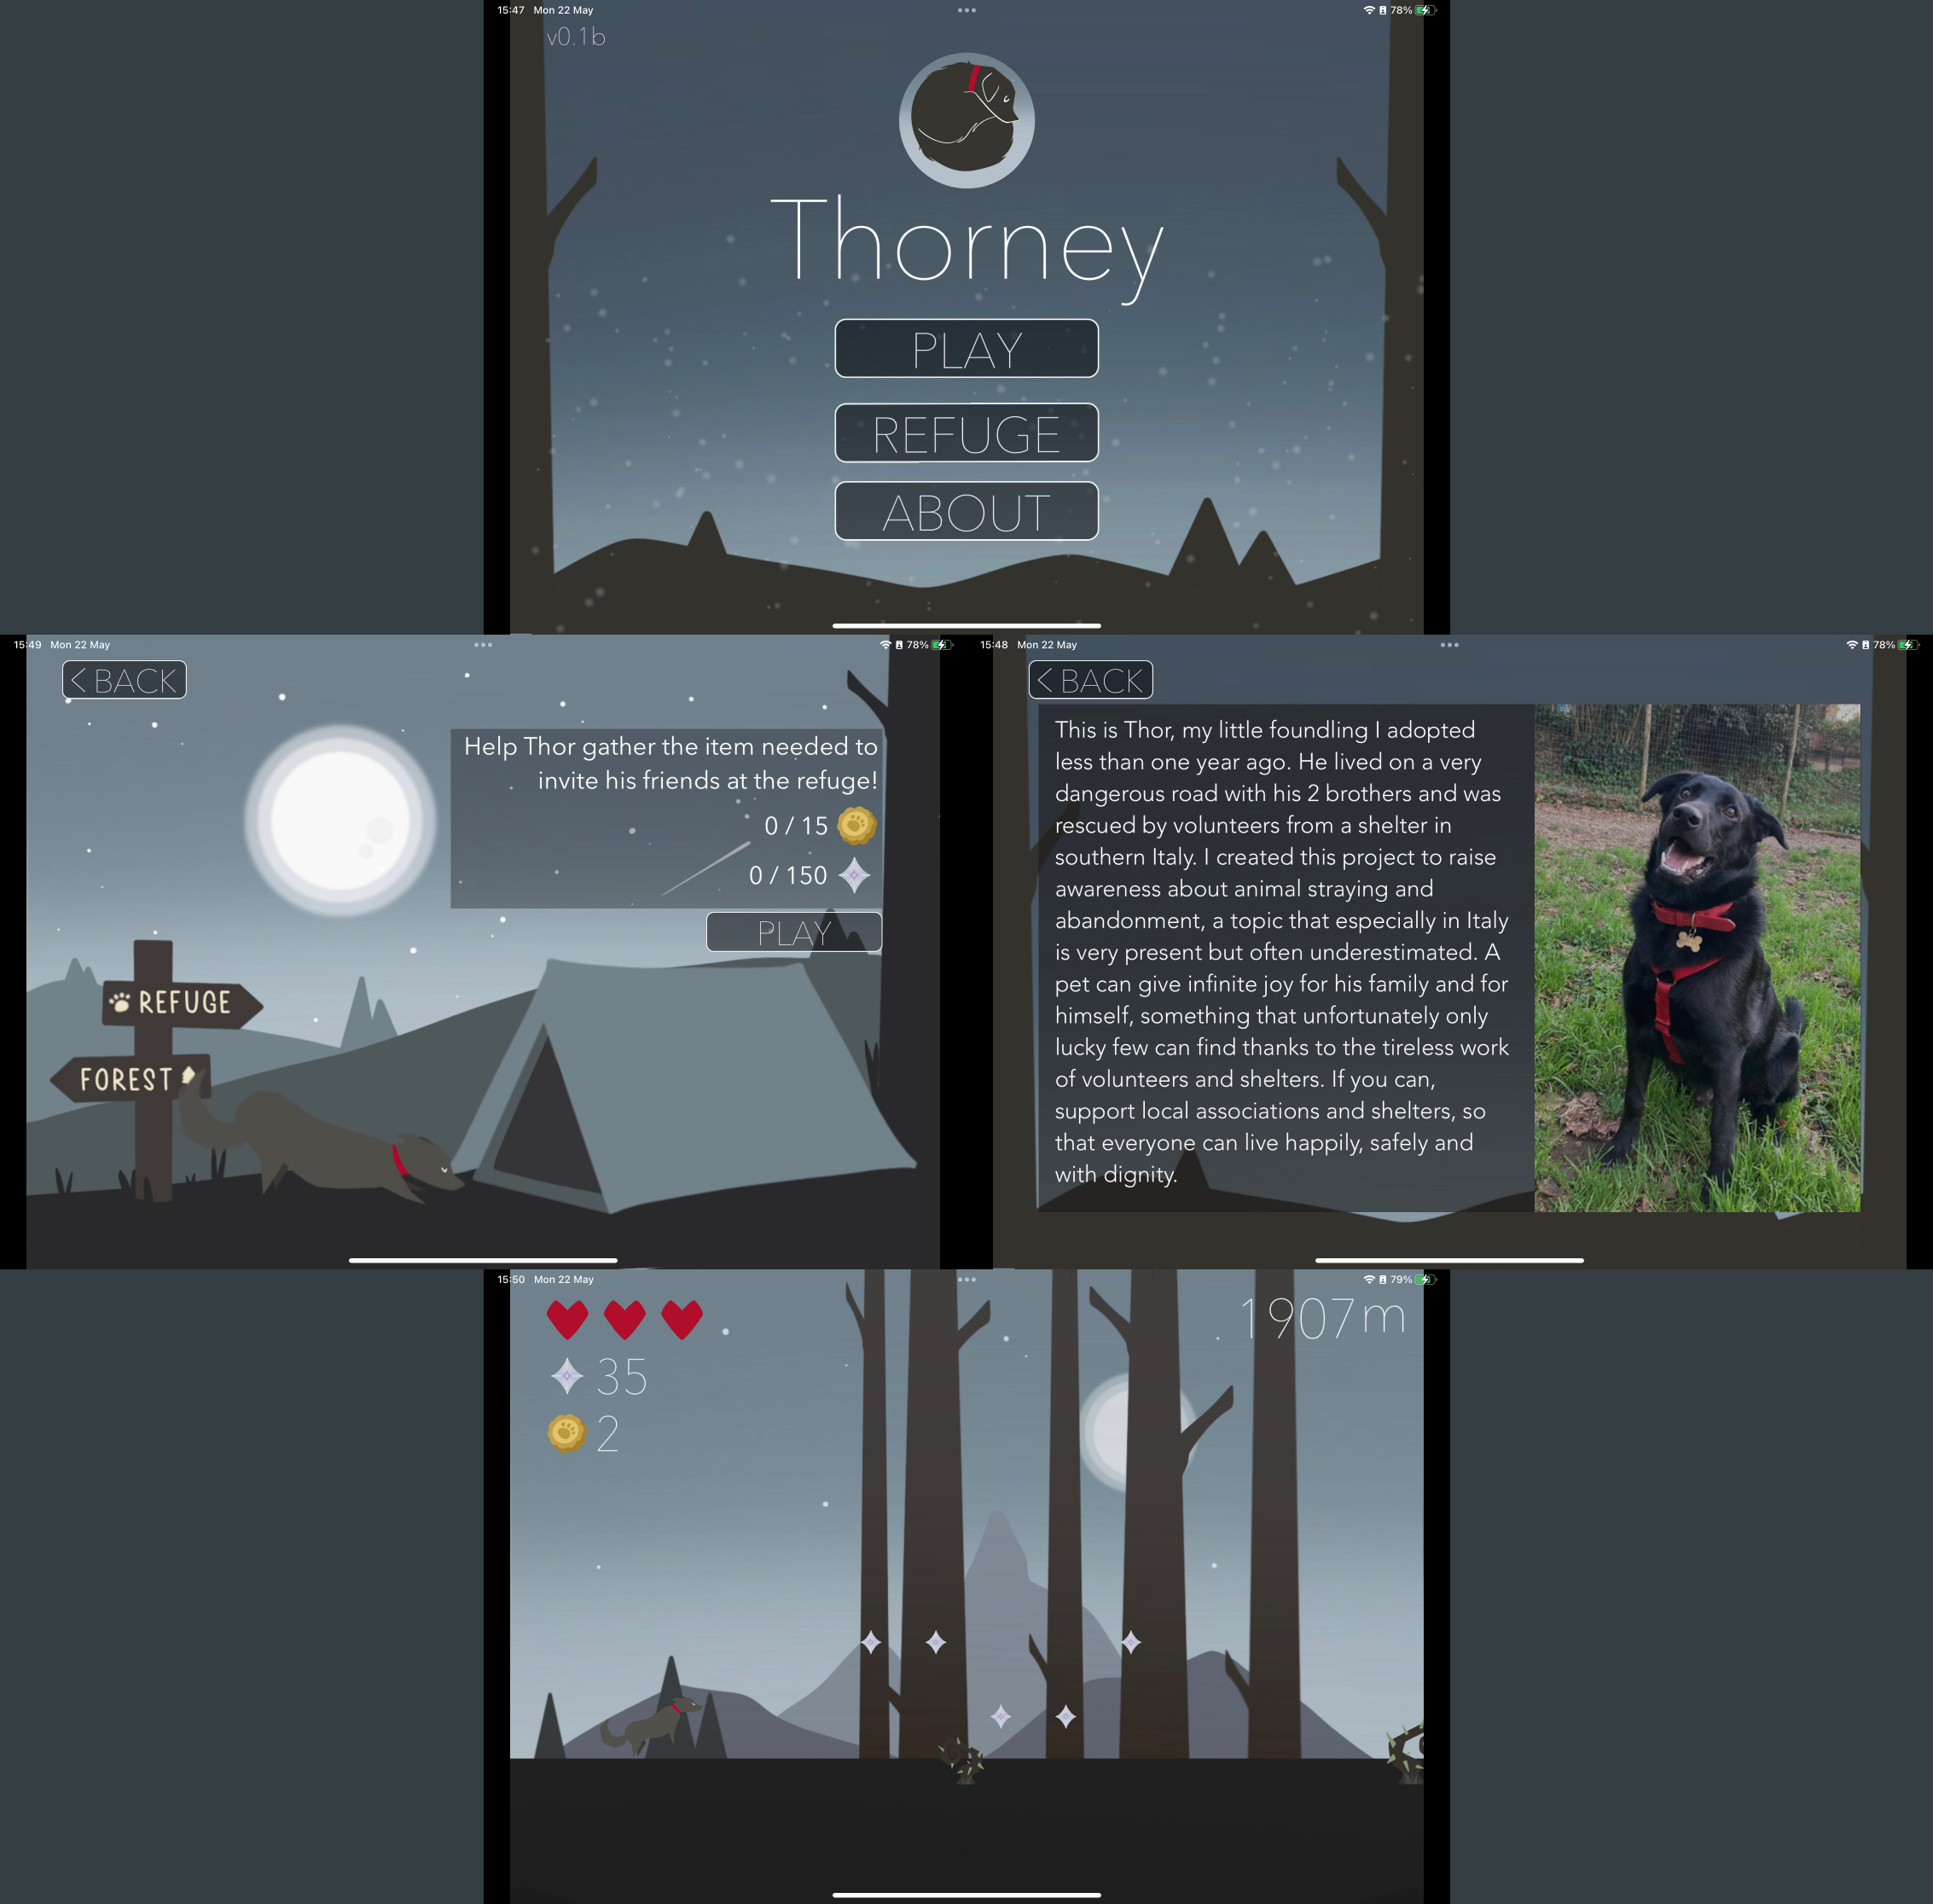 15:47 Mon 22 May
78%
v0.1b
Thorney
PLAY
REFUGE
ABOUT
15:49 Mon 22 May
78%
< BACK
Help Thor gather the item needed to
invite his friends at the refuge!
0 / 15
0 / 150
PLAY
REFUGE
FOREST
15:48 Mon 22 May
78%
< BACK
This is Thor, my little foundling I adopted
less than one year ago. He lived on a very
dangerous road with his 2 brothers and was
rescued by volunteers from a shelter in
southern Italy. I created this project to raise
awareness about animal straying and
abandonment, a topic that especially in Italy
is very present but often underestimated. A
pet can give infinite joy for his family and for
himself, something that unfortunately only
lucky few can find thanks to the tireless work
of volunteers and shelters. If you can,
support local associations and shelters, so
that everyone can live happily, safely and
with dignity.
15:50 Mon 22 May
79%
1907m
35
2